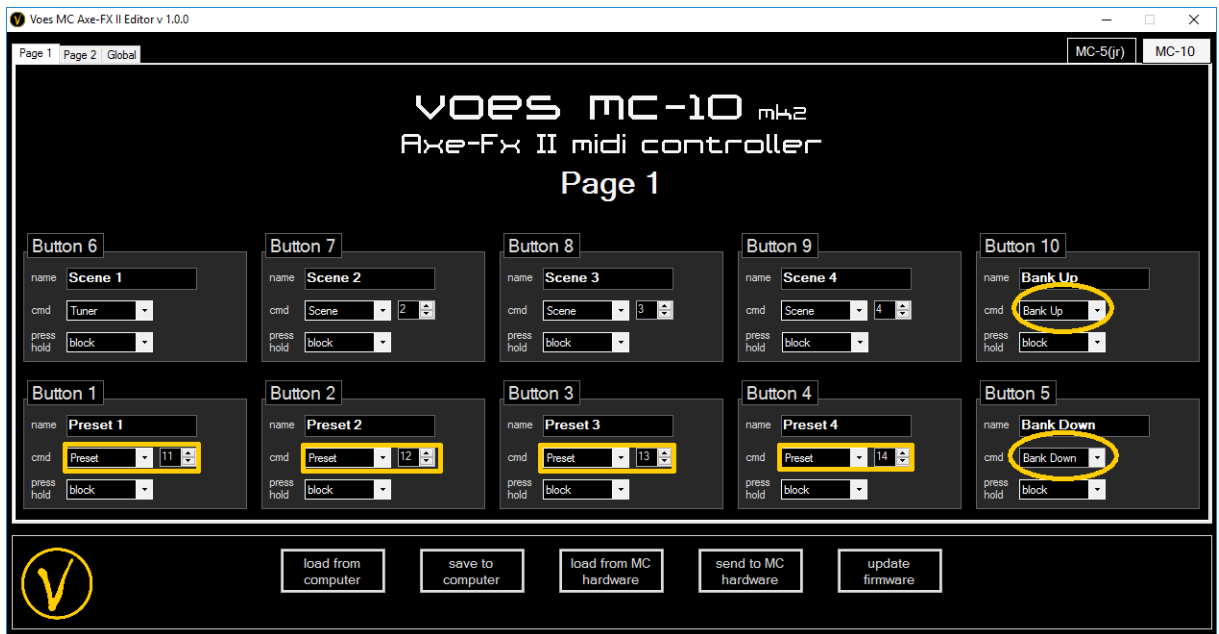 Voes MC Axe-FX II Editor v 1.0.0
Page 1 Page 2 Global MC-5(jr) MC-10
voes mc-10 mk2
Axe-Fx II midi controller
Page 1
Button 6 Button 7 Button 8 Button 9 Button 10
name Scene 1 name Scene 2 name Scene 3 name Scene 4 name Bank Up
cmd Tuner cmd Scene 2 cmd Scene 3 cmd Scene 4 cmd Bank Up
press hold block press hold block press hold block press hold block press hold block
Button 1 Button 2 Button 3 Button 4 Button 5
name Preset 1 name Preset 2 name Preset 3 name Preset 4 name Bank Down
cmd Preset 11 cmd Preset 12 cmd Preset 13 cmd Preset 14 cmd Bank Down
press hold block press hold block press hold block press hold block press hold block
load from computer save to computer load from MC hardware send to MC hardware update firmware
V